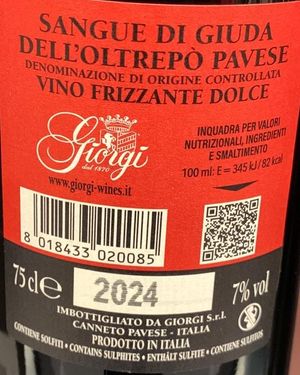 SANGUE DI GIUDA
DELL'OLTREPÒ PAVESE
DENOMINAZIONE DI ORIGINE CONTROLLATA
VINO FRIZZANTE DOLCE
Giorgi
dal 1870
www.giorgi-wines.it
INQUADRA PER VALORI
NUTRIZIONALI, INGREDIENTI
E SMALTIMENTO
100 ml: E = 345 kJ / 82 kcal
8 018433 020085
75 cl e
2024
7% vol
IMBOTTIGLIATO DA GIORGI S.r.l.
CANNETO PAVESE - ITALIA
PRODOTTO IN ITALIA
CONTIENE SOLFITI • CONTAINS SULPHITES • ENTHÄLT SULFITE • CONTIENE SULFITOS